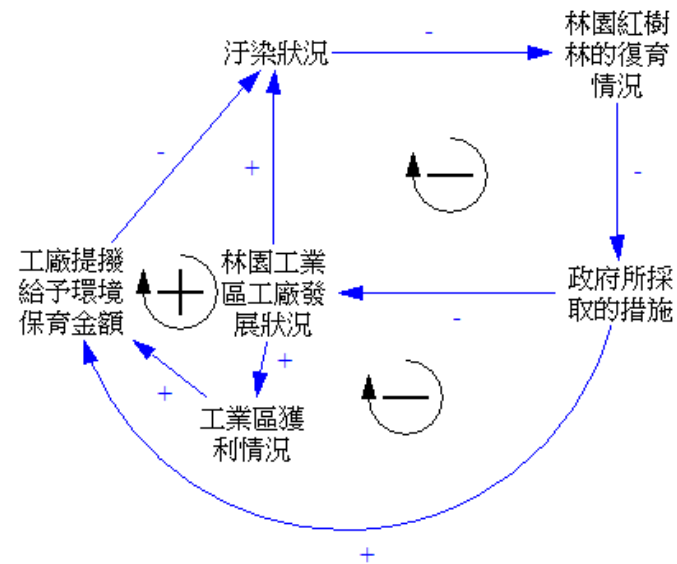 汙染狀況
-
林園紅樹
林的復育
情況
-
+
-
工廠提撥
給予環境
保育金額
林園工業
區工廠發
展狀況
政府所採
取的措施
-
+
+
工業區獲
利情況
+